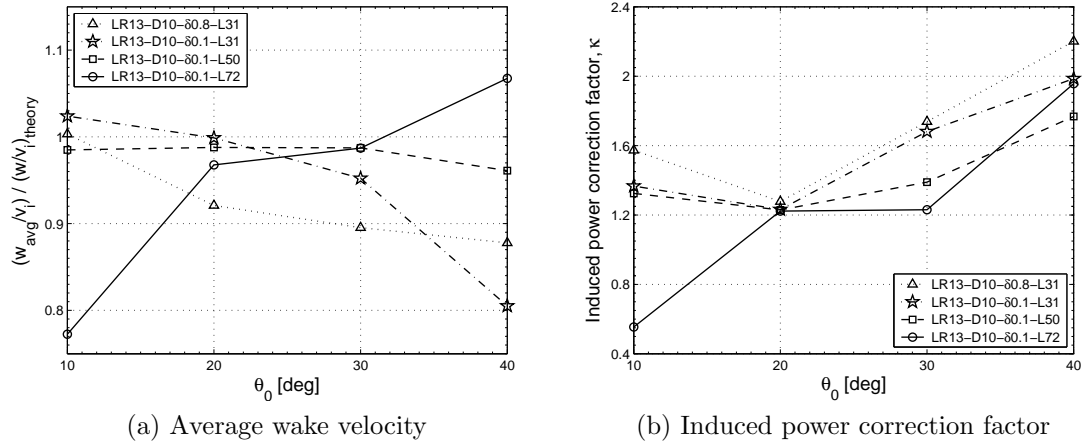 LR13−D10−δ0.8−L31
LR13−D10−δ0.1−L31
LR13−D10−δ0.1−L50
LR13−D10−δ0.1−L72
1.1
1
0.9
0.8
10
20
30
40
(w_avg/v_i) / (w/v_i)_theory
θ_0 [deg]
(a) Average wake velocity
2.4
2
1.6
1.2
0.8
0.4
10
20
30
40
Induced power correction factor, κ
LR13−D10−δ0.8−L31
LR13−D10−δ0.1−L31
LR13−D10−δ0.1−L50
LR13−D10−δ0.1−L72
θ_0 [deg]
(b) Induced power correction factor